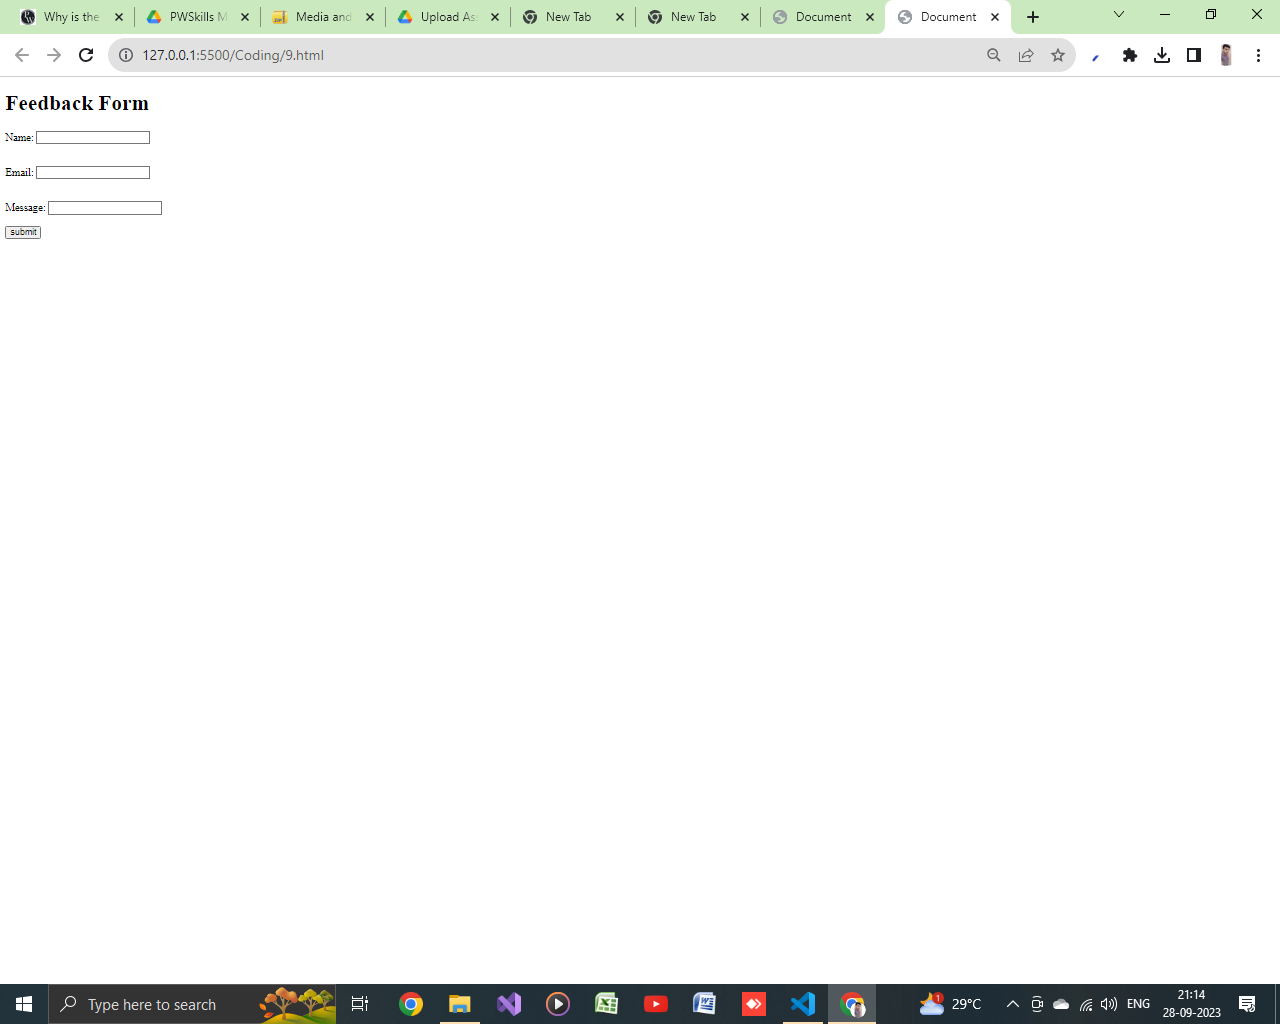 Why is the
PWSkills M
Media and
Upload Ass
New Tab
New Tab
Document
Document
127.0.0.1:5500/Coding/9.html
Feedback Form
Name:
Email:
Message:
submit
Type here to search
1
29°C
ENG
21:14
28-09-2023